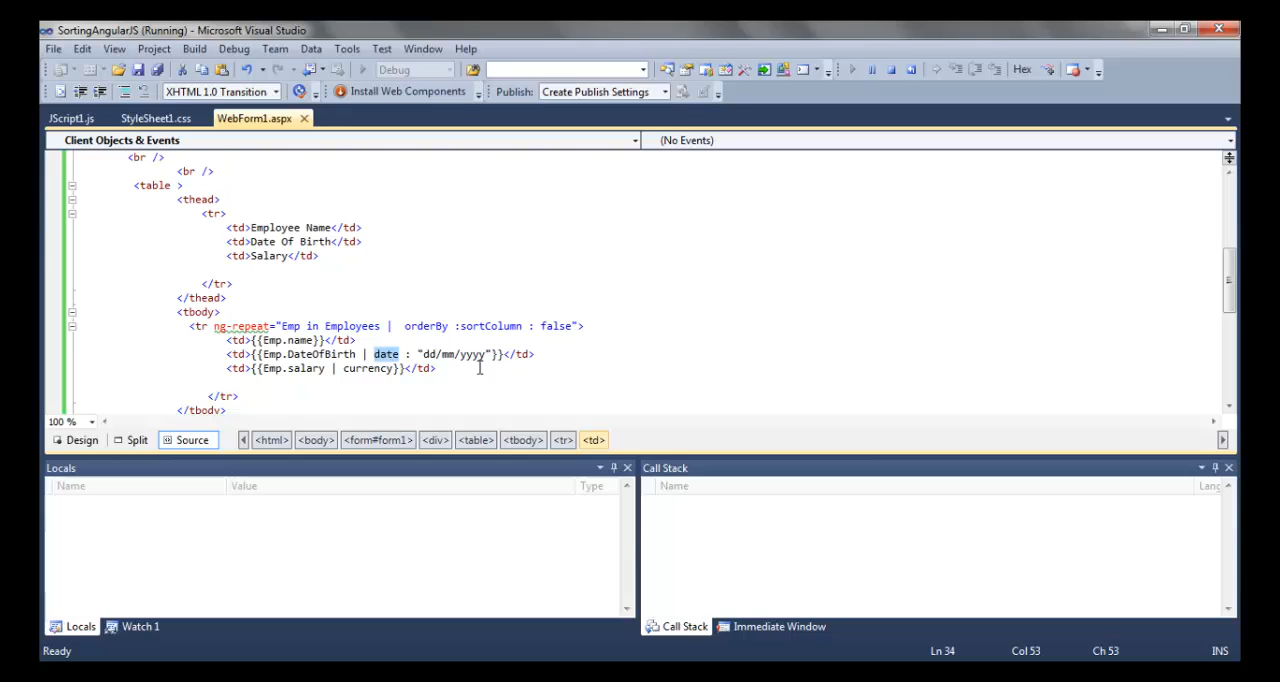 SortingAngularJS (Running) - Microsoft Visual Studio
File Edit View Project Build Debug Team Data Tools Test Window Help
Debug Hex
XHTML 1.0 Transition Install Web Components Publish: Create Publish Settings
JScript1.js StyleSheet1.css WebForm1.aspx
Client Objects & Events (No Events)
<br />
<br />
<table >
<thead>
<tr>
<td>Employee Name</td>
<td>Date Of Birth</td>
<td>Salary</td>
</tr>
</thead>
<tbody>
<tr ng-repeat="Emp in Employees | orderBy :sortColumn : false">
<td>{{Emp.name}}</td>
<td>{{Emp.DateOfBirth | date : "dd/mm/yyyy"}}</td>
<td>{{Emp.salary | currency}}</td>
</tr>
</tbody>
100 %
Design Split Source <html> <body> <form#form1> <div> <table> <tbody> <tr> <td>
Locals Call Stack
Name Value Type Name Lang
Locals Watch 1 Call Stack Immediate Window
Ready Ln 34 Col 53 Ch 53 INS